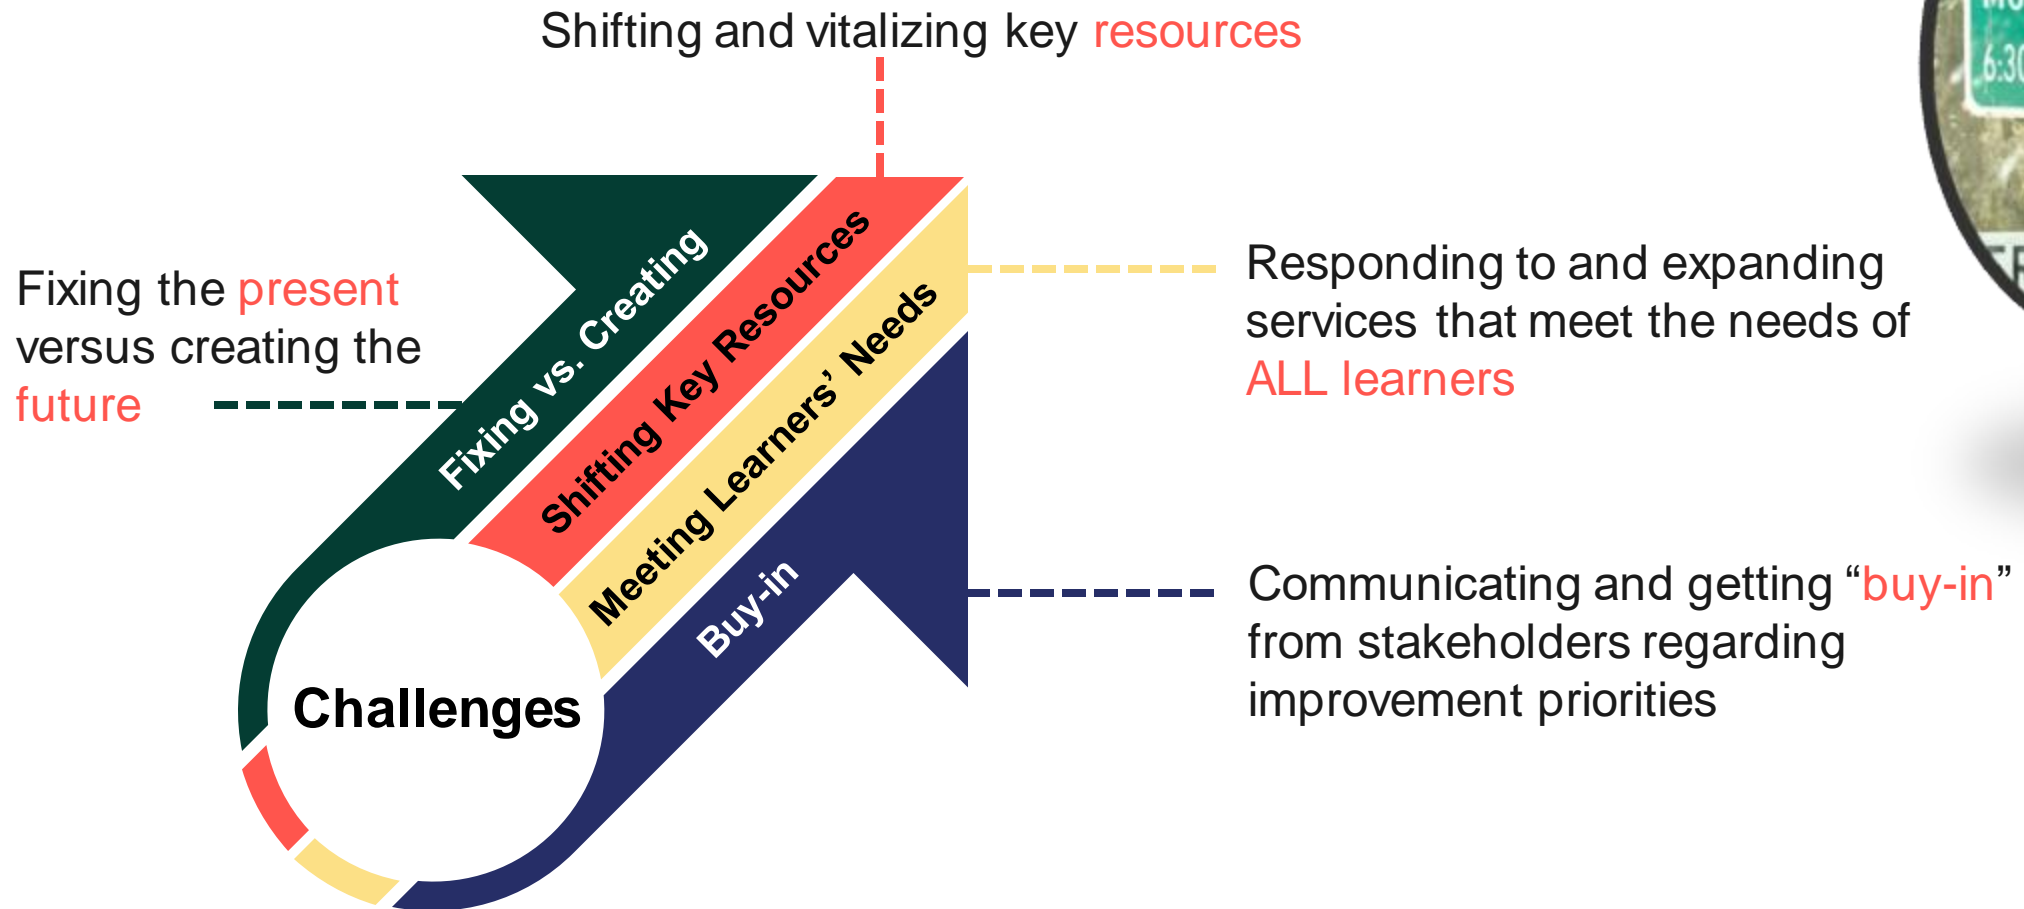 Shifting and vitalizing key resources
Fixing the present
versus creating the
future
Fixing vs. Creating
Shifting Key Resources
Meeting Learners’ Needs
Buy-in
Challenges
Responding to and expanding
services that meet the needs of
ALL learners
Communicating and getting “buy-in”
from stakeholders regarding
improvement priorities